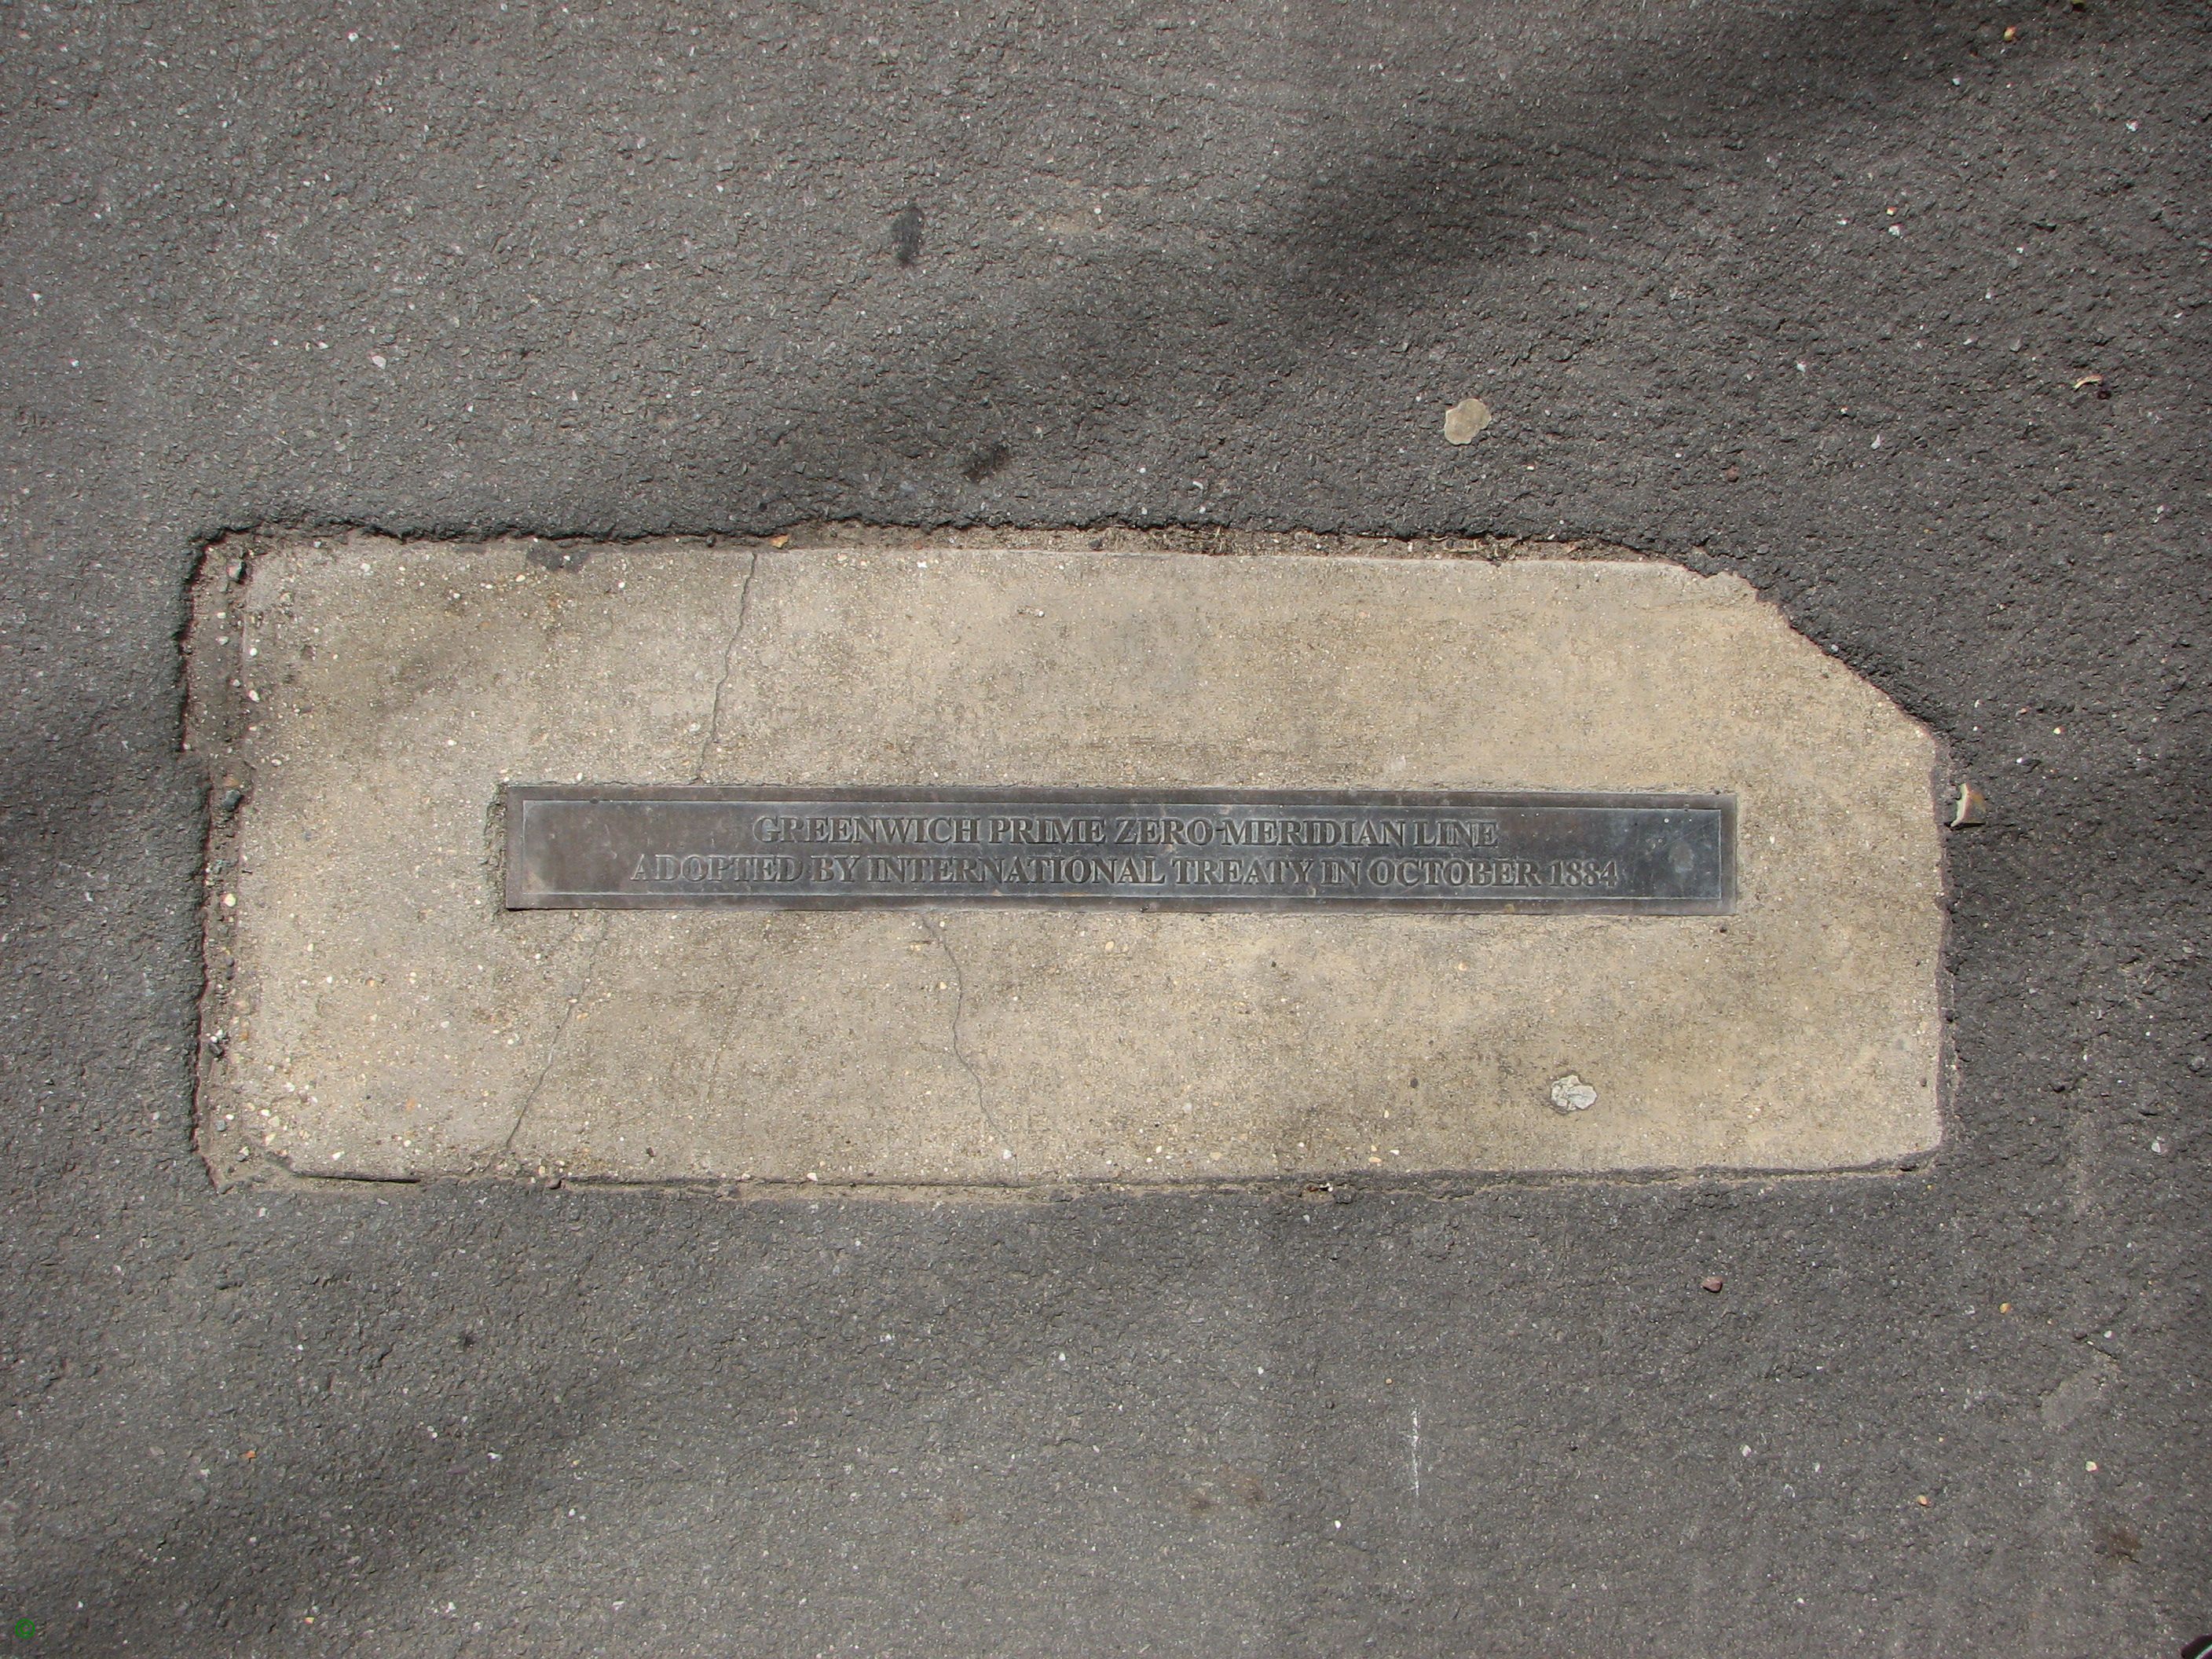 GREENWICH PRIME ZERO-MERIDIAN LINE
ADOPTED BY INTERNATIONAL TREATY IN OCTOBER 1884
©